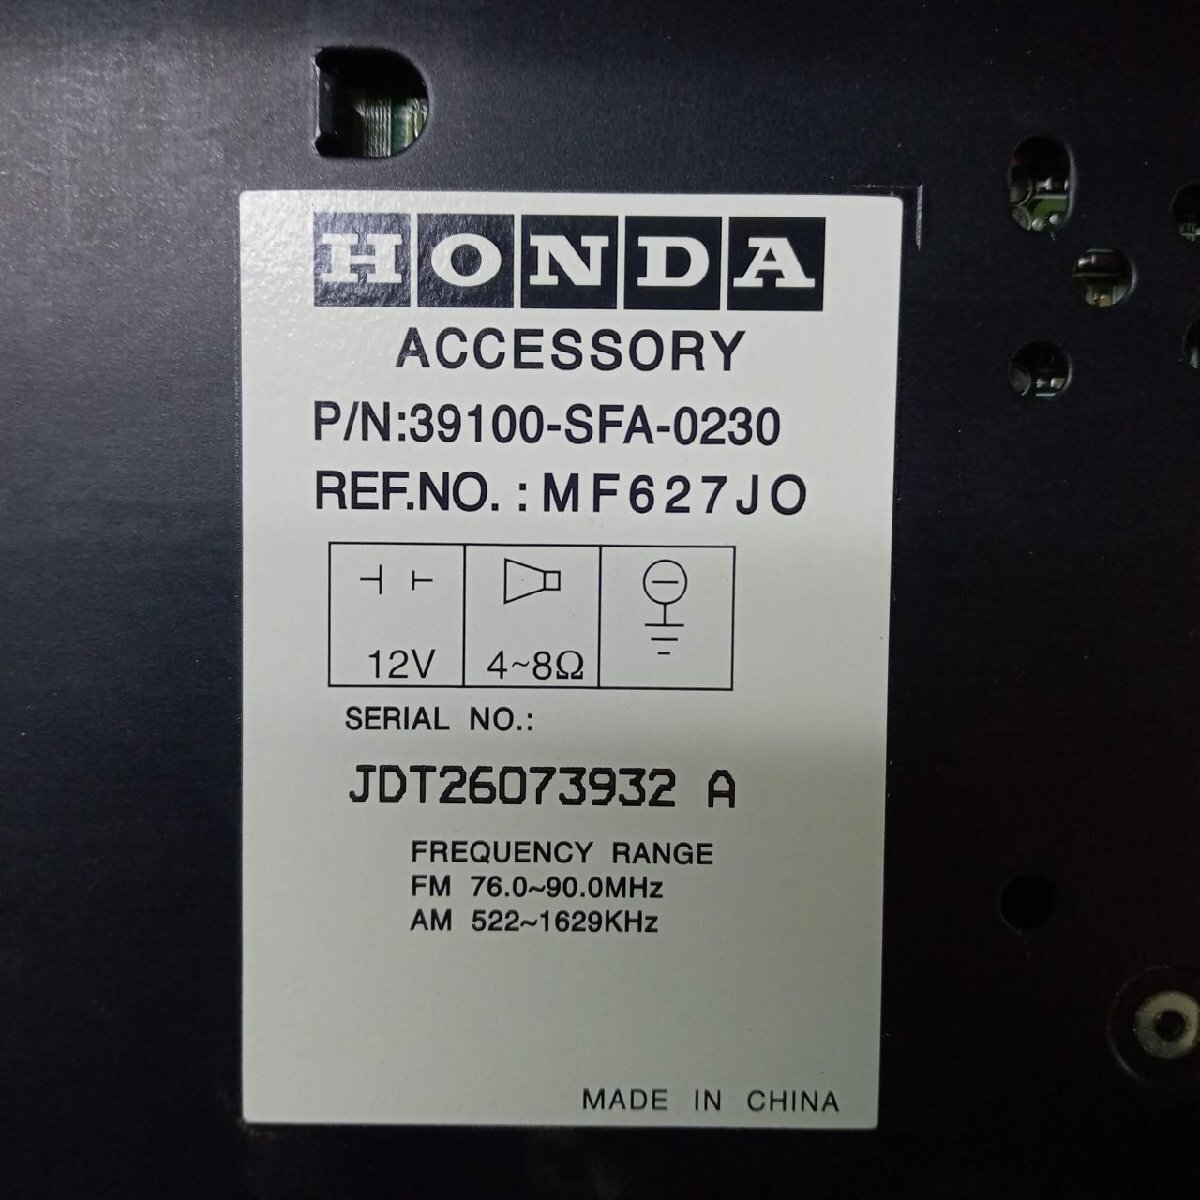 HONDA
ACCESSORY
P/N:39100-SFA-0230
REF.NO. : MF627JO
12V 4~8Ω
SERIAL NO.:
JDT26073932 A
FREQUENCY RANGE
FM 76.0~90.0MHz
AM 522~1629KHz
MADE IN CHINA